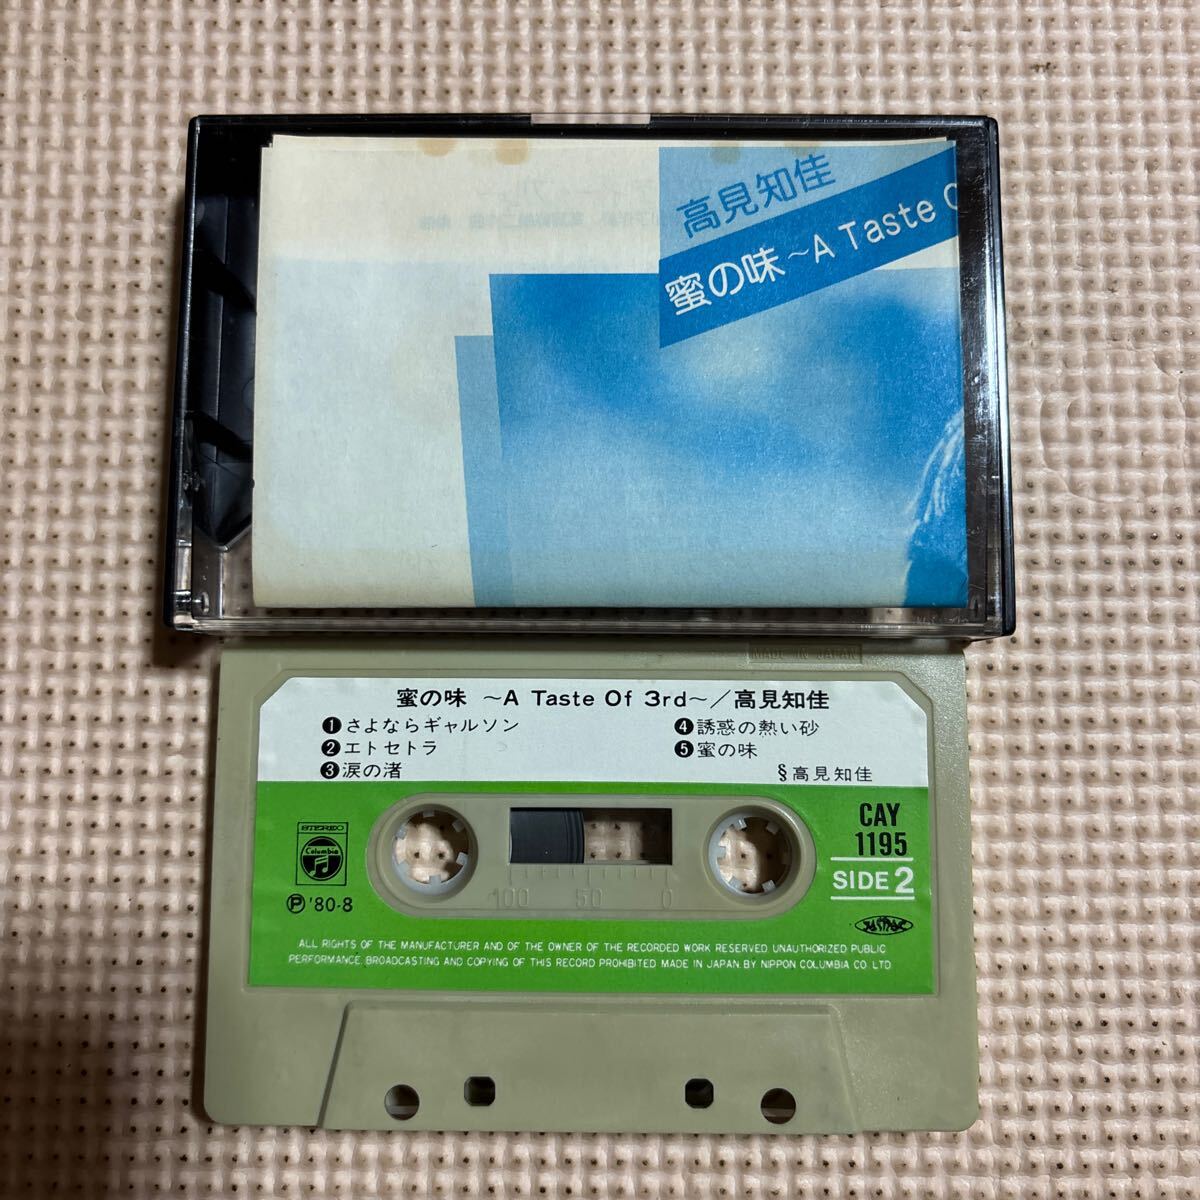 高見知佳
蜜の味~A Taste O
MADE IN JAPAN
蜜の味 ~A Taste Of 3rd~/高見知佳
❶さよならギャルソン
❷エトセトラ
❸涙の渚
❹誘惑の熱い砂
❺蜜の味
§高見知佳
STEREO
Columbia
Ⓟ'80-8
CAY
1195
SIDE 2
JASRAC
100 50 0
ALL RIGHTS OF THE MANUFACTURER AND OF THE OWNER OF THE RECORDED WORK RESERVED. UNAUTHORIZED PUBLIC
PERFORMANCE, BROADCASTING AND COPYING OF THIS RECORD PROHIBITED MADE IN JAPAN BY NIPPON COLUMBIA CO. LTD